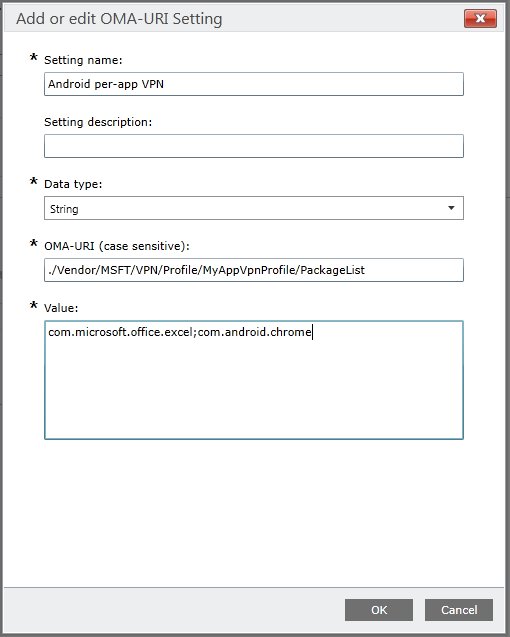 Add or edit OMA-URI Setting
* Setting name:
Android per-app VPN
Setting description:
* Data type:
String
* OMA-URI (case sensitive):
./Vendor/MSFT/VPN/Profile/MyAppVpnProfile/PackageList
* Value:
com.microsoft.office.excel;com.android.chrome
OK Cancel